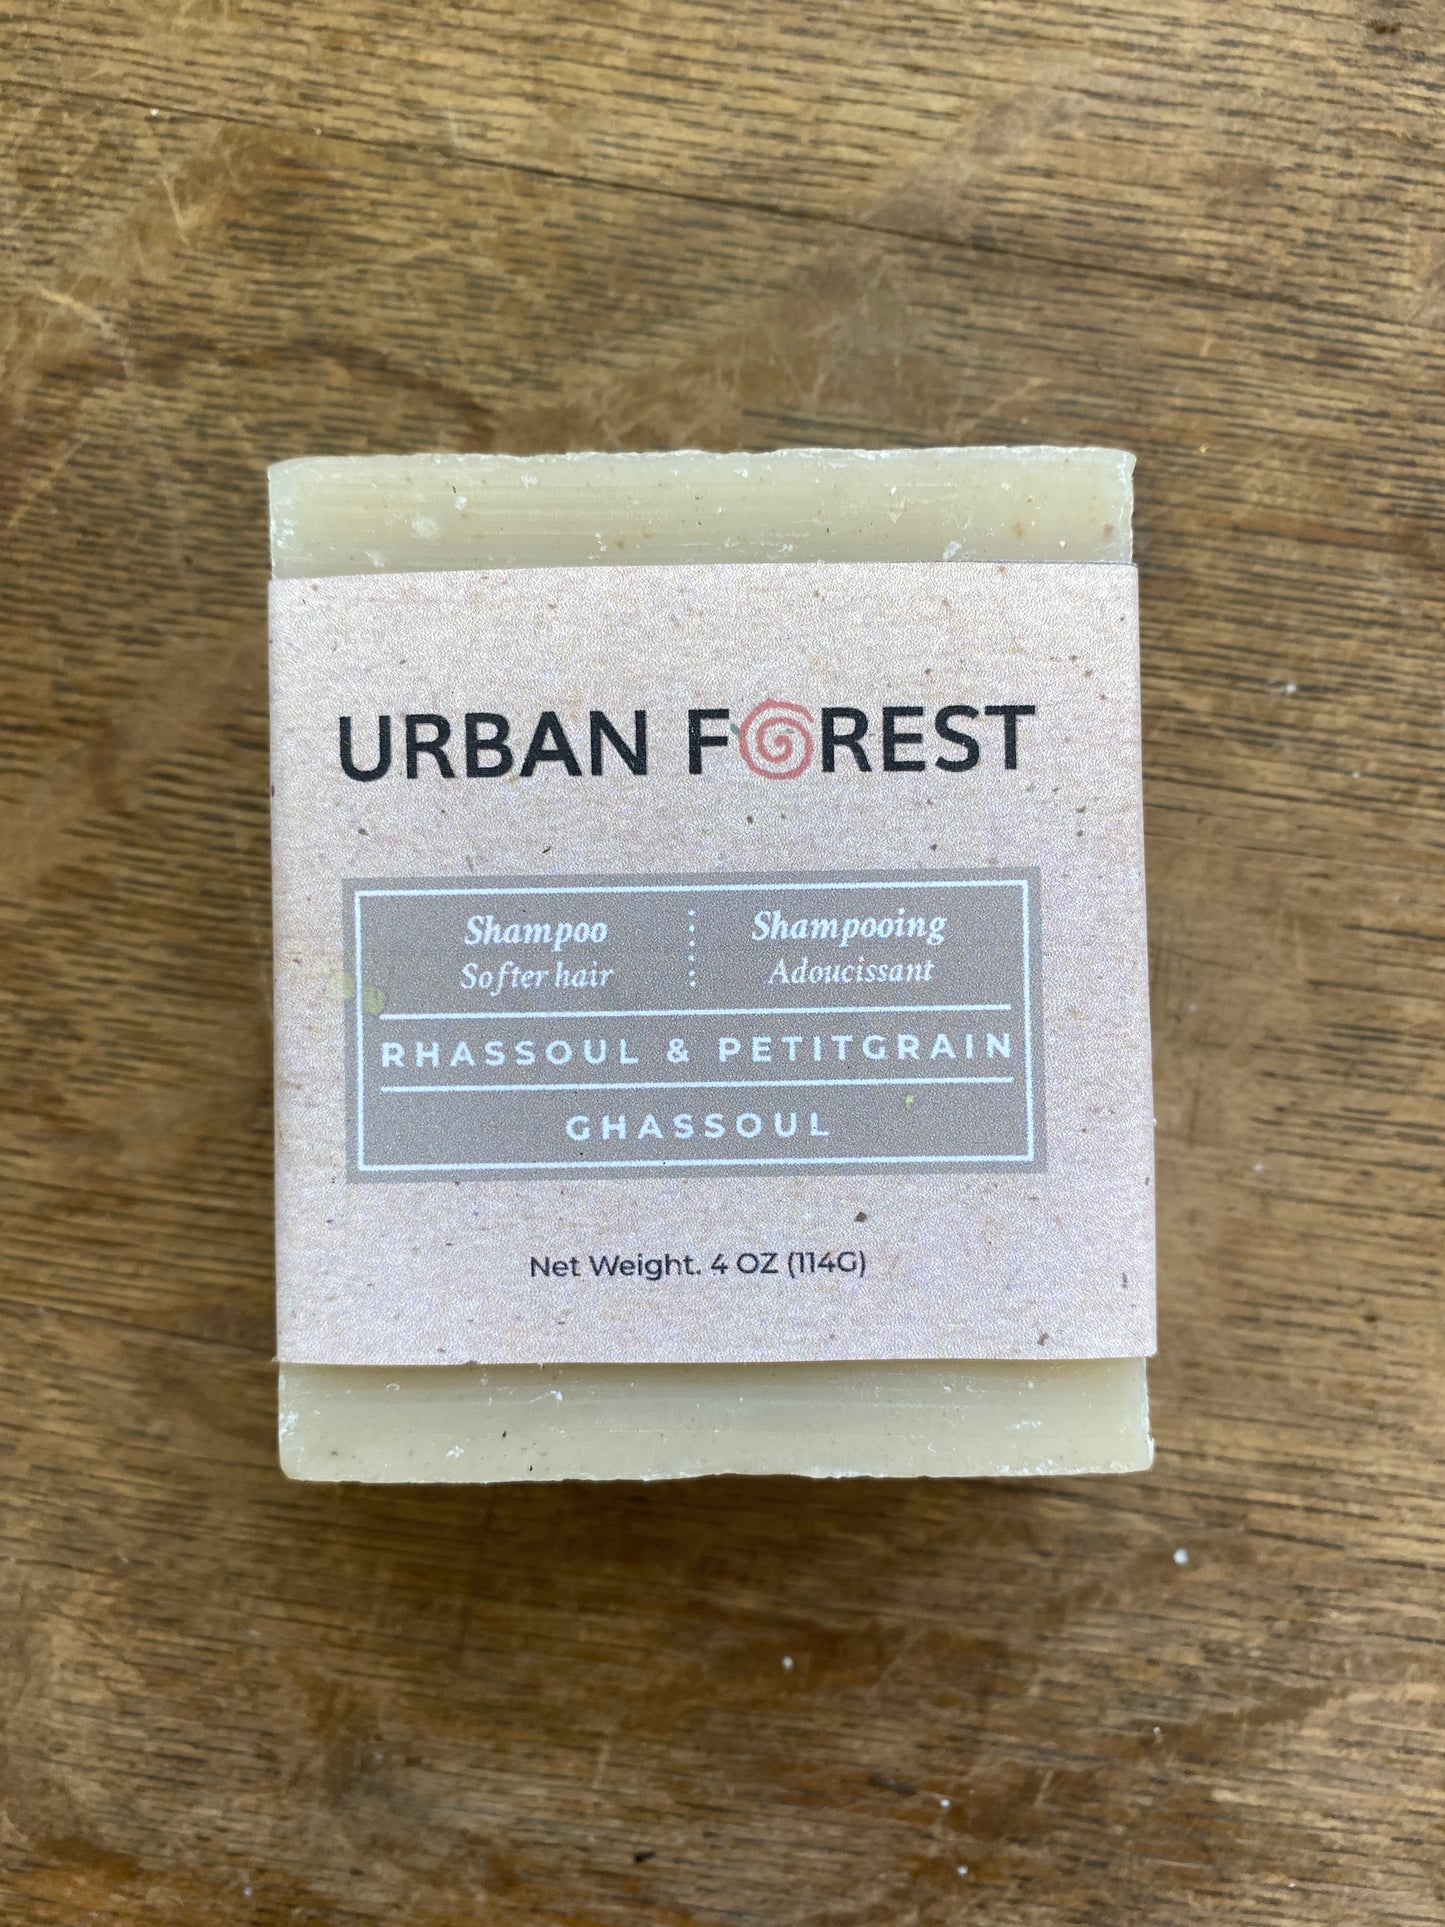 URBAN FOREST
Shampoo
Softer hair
Shampooing
Adoucissant
RHASSOUL & PETITGRAIN
GHASSOUL
Net Weight. 4 OZ (114G)